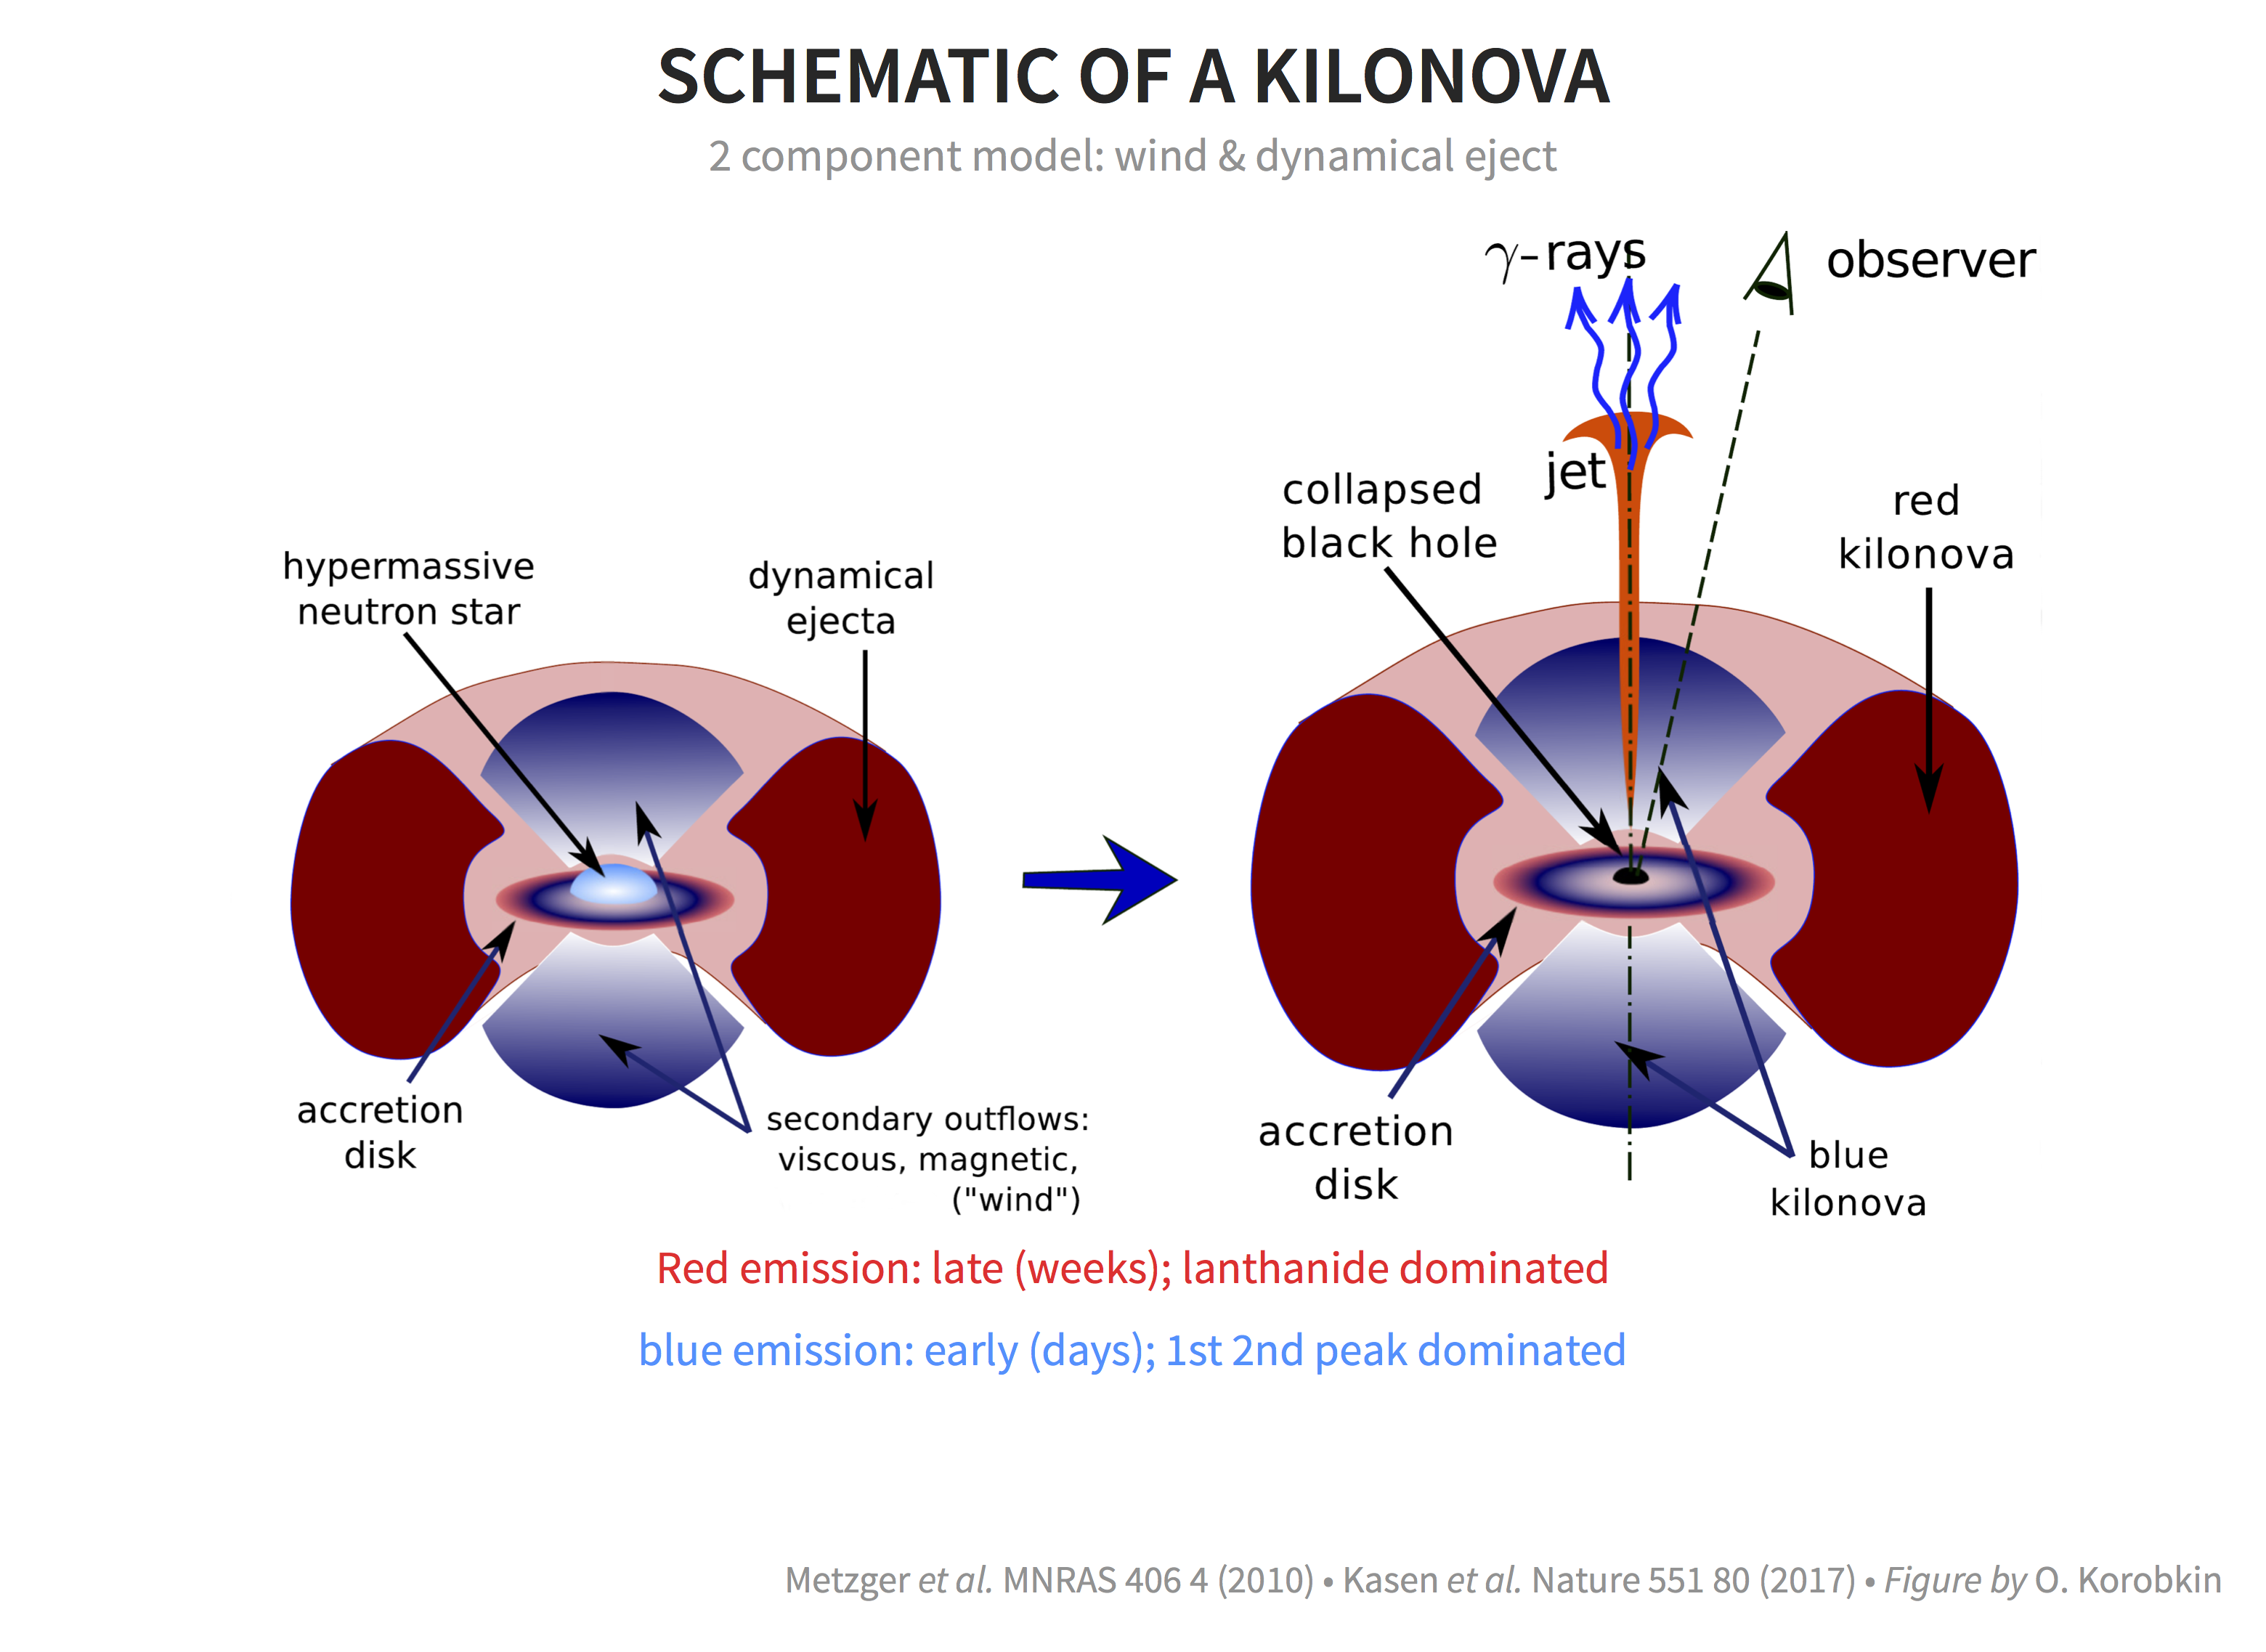 SCHEMATIC OF A KILONOVA
2 component model: wind & dynamical eject
hypermassive
neutron star
dynamical
ejecta
accretion
disk
secondary outflows:
viscous, magnetic,
("wind")
γ-rays
observer
jet
collapsed
black hole
red
kilonova
accretion
disk
blue
kilonova
Red emission: late (weeks); lanthanide dominated
blue emission: early (days); 1st 2nd peak dominated
Metzger et al. MNRAS 406 4 (2010) • Kasen et al. Nature 551 80 (2017) • Figure by O. Korobkin